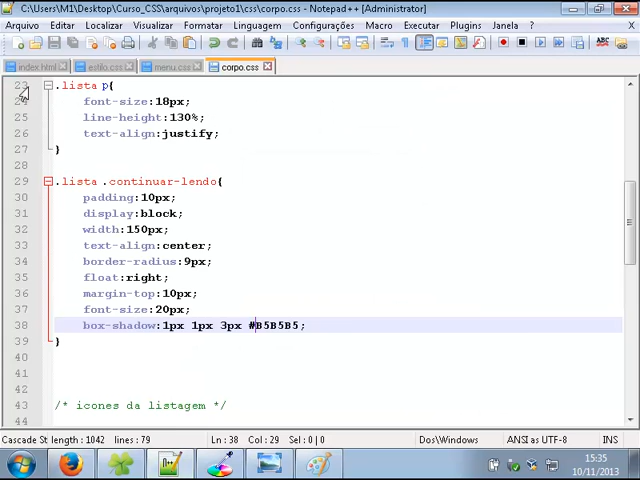 C:\Users\M1\Desktop\Curso_CSS\arquivos\projeto1\css\corpo.css - Notepad++ [Administrator]
Arquivo Editar Localizar Visualizar Formatar Linguagem Configurações Macro Executar Plugins Janela ?
index.html estilo.css menu.css corpo.css
23 .lista p{
24 font-size:18px;
25 line-height:130%;
26 text-align:justify;
27 }
28
29 .lista .continuar-lendo{
30 padding:10px;
31 display:block;
32 width:150px;
33 text-align:center;
34 border-radius:9px;
35 float:right;
36 margin-top:10px;
37 font-size:20px;
38 box-shadow:1px 1px 3px #B5B5B5;
39 }
40
41
42
43 /* icones da listagem */
44
Cascade St length : 1042 lines : 79 Ln : 38 Col : 29 Sel : 0 | 0 Dos\Windows ANSI as UTF-8 INS
15:35
10/11/2013